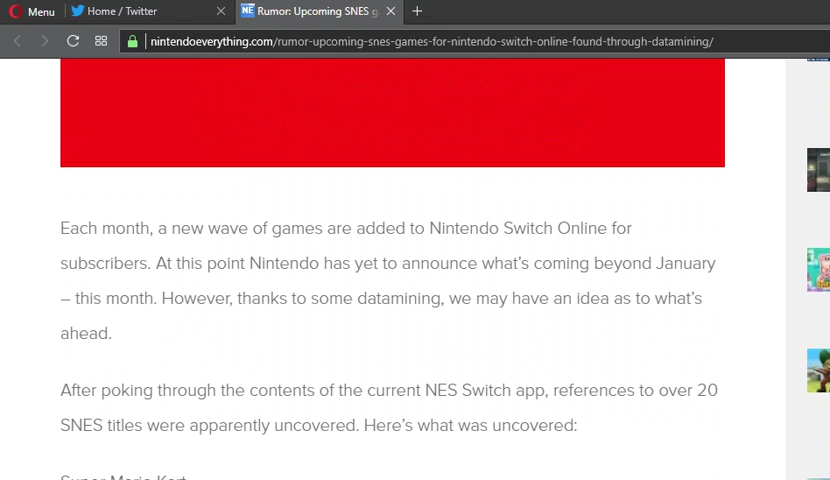 Menu
Home / Twitter
NE
Rumor: Upcoming SNES g
nintendoeverything.com/rumor-upcoming-snes-games-for-nintendo-switch-online-found-through-datamining/
Each month, a new wave of games are added to Nintendo Switch Online for
subscribers. At this point Nintendo has yet to announce what's coming beyond January
– this month. However, thanks to some datamining, we may have an idea as to what's
ahead.
After poking through the contents of the current NES Switch app, references to over 20
SNES titles were apparently uncovered. Here's what was uncovered:
Super Mario Kart